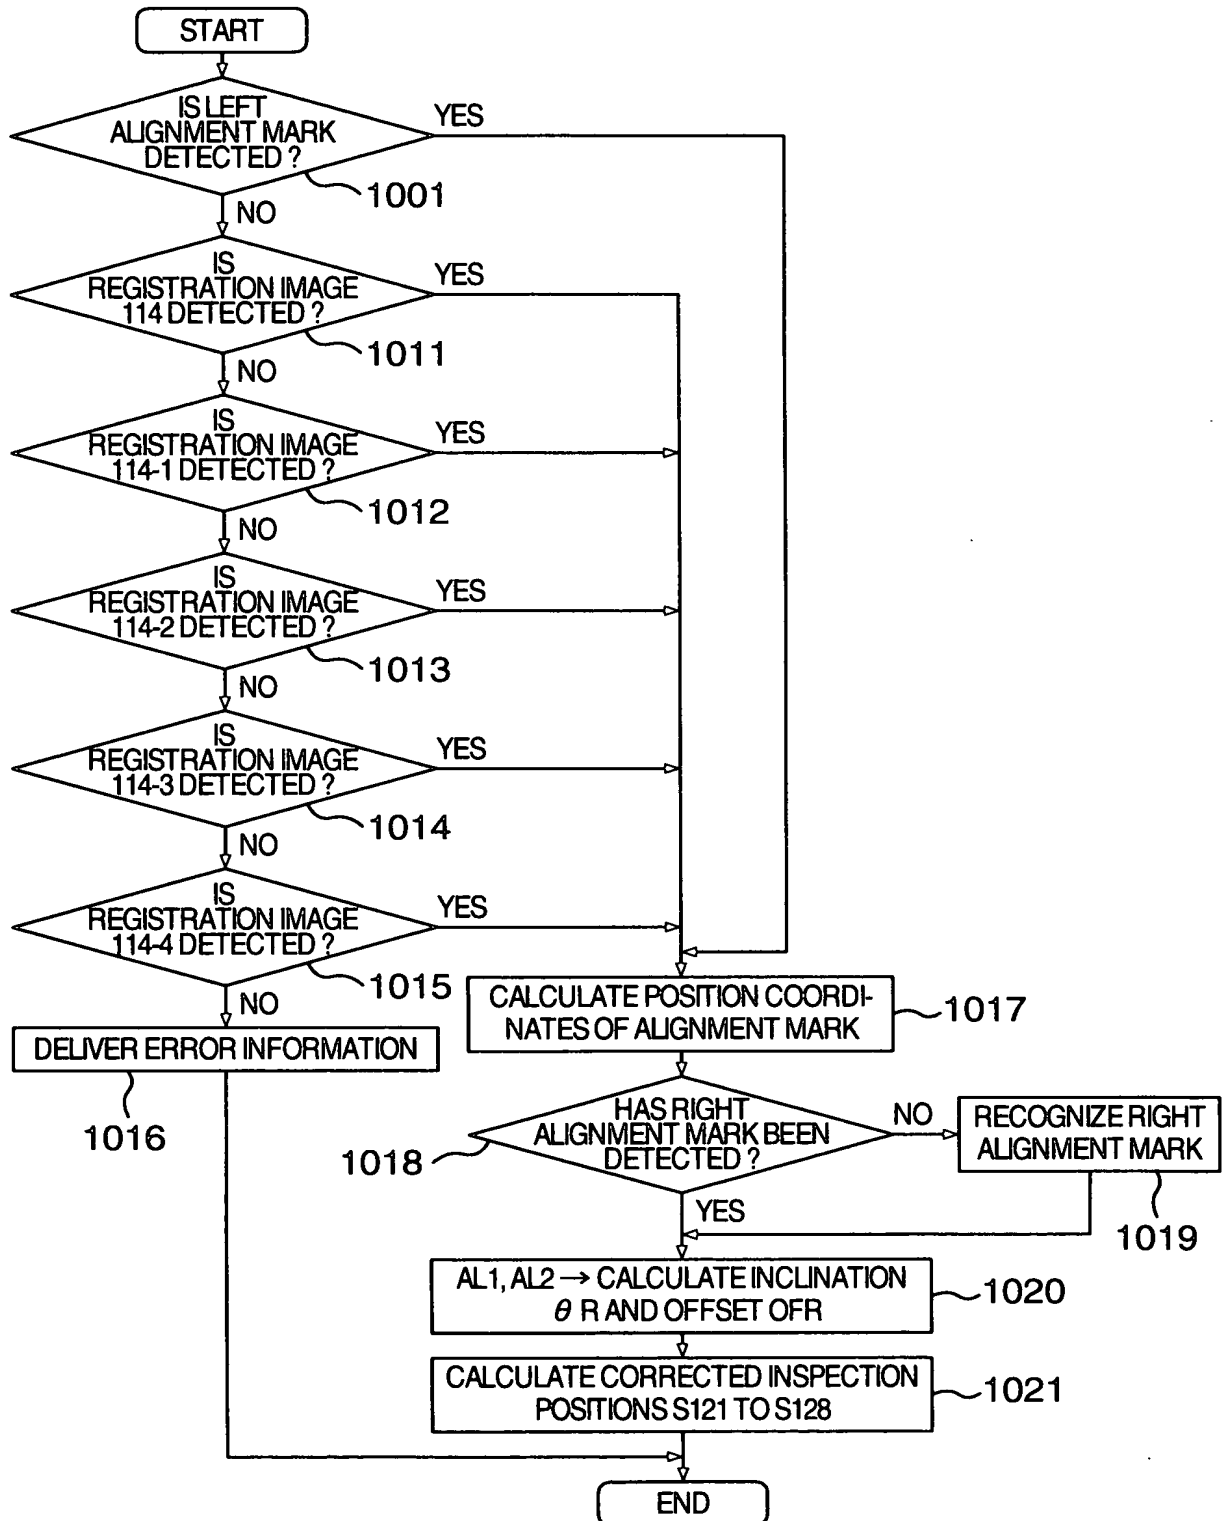 START
IS LEFT
ALIGNMENT MARK
DETECTED ?
YES
1001
NO
IS
REGISTRATION IMAGE
114 DETECTED ?
YES
1011
NO
IS
REGISTRATION IMAGE
114-1 DETECTED ?
YES
1012
NO
IS
REGISTRATION IMAGE
114-2 DETECTED ?
YES
1013
NO
IS
REGISTRATION IMAGE
114-3 DETECTED ?
YES
1014
NO
IS
REGISTRATION IMAGE
114-4 DETECTED ?
YES
1015
NO
DELIVER ERROR INFORMATION
1016
CALCULATE POSITION COORDI-
NATES OF ALIGNMENT MARK
1017
HAS RIGHT
ALIGNMENT MARK BEEN
DETECTED ?
1018
NO
RECOGNIZE RIGHT
ALIGNMENT MARK
1019
YES
AL1, AL2 → CALCULATE INCLINATION
θ R AND OFFSET OFR
1020
CALCULATE CORRECTED INSPECTION
POSITIONS S121 TO S128
1021
END